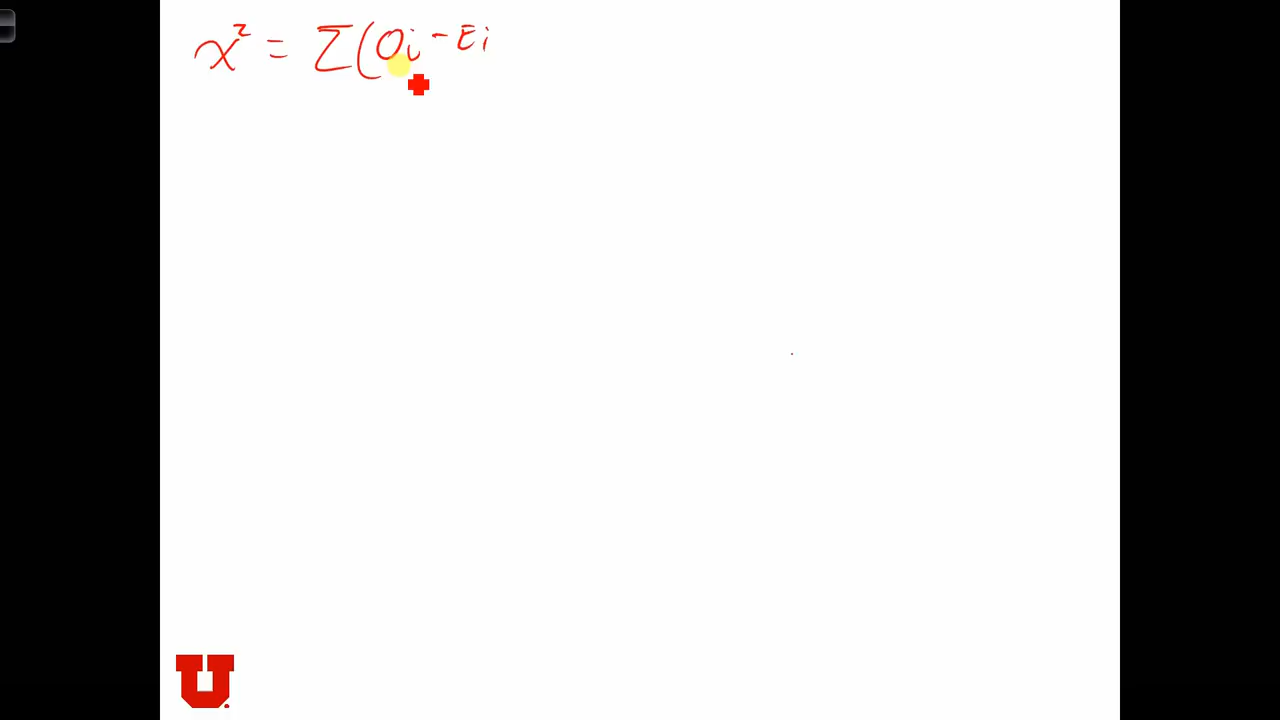 χ² = Σ(Oi - Ei
U